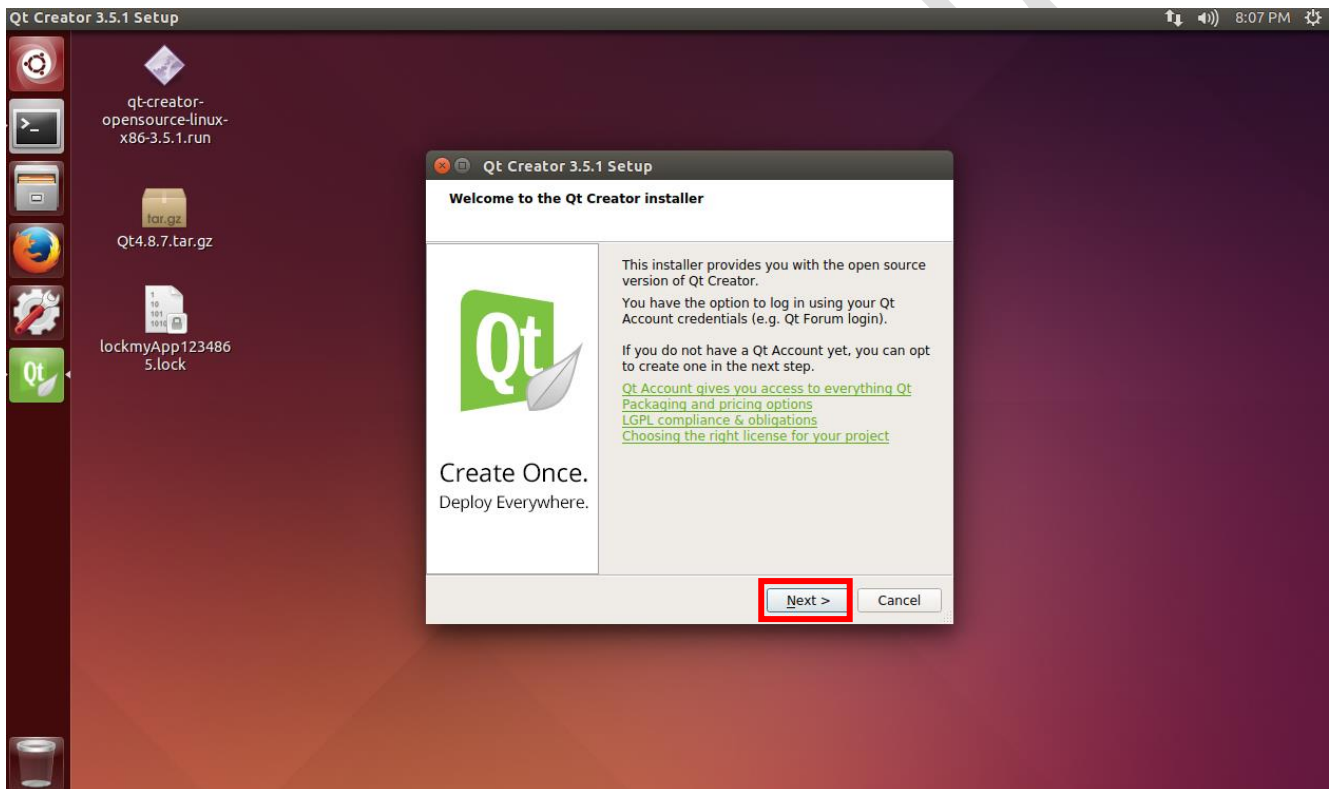 Qt Creator 3.5.1 Setup
8:07 PM
qt-creator-
opensource-linux-
x86-3.5.1.run
tar.gz
Qt4.8.7.tar.gz
1
10
101
1010
lockmyApp123486
5.lock
Qt
Qt Creator 3.5.1 Setup
Welcome to the Qt Creator installer
Qt
Create Once.
Deploy Everywhere.
This installer provides you with the open source
version of Qt Creator.
You have the option to log in using your Qt
Account credentials (e.g. Qt Forum login).
If you do not have a Qt Account yet, you can opt
to create one in the next step.
Qt Account gives you access to everything Qt
Packaging and pricing options
LGPL compliance & obligations
Choosing the right license for your project
Next >
Cancel